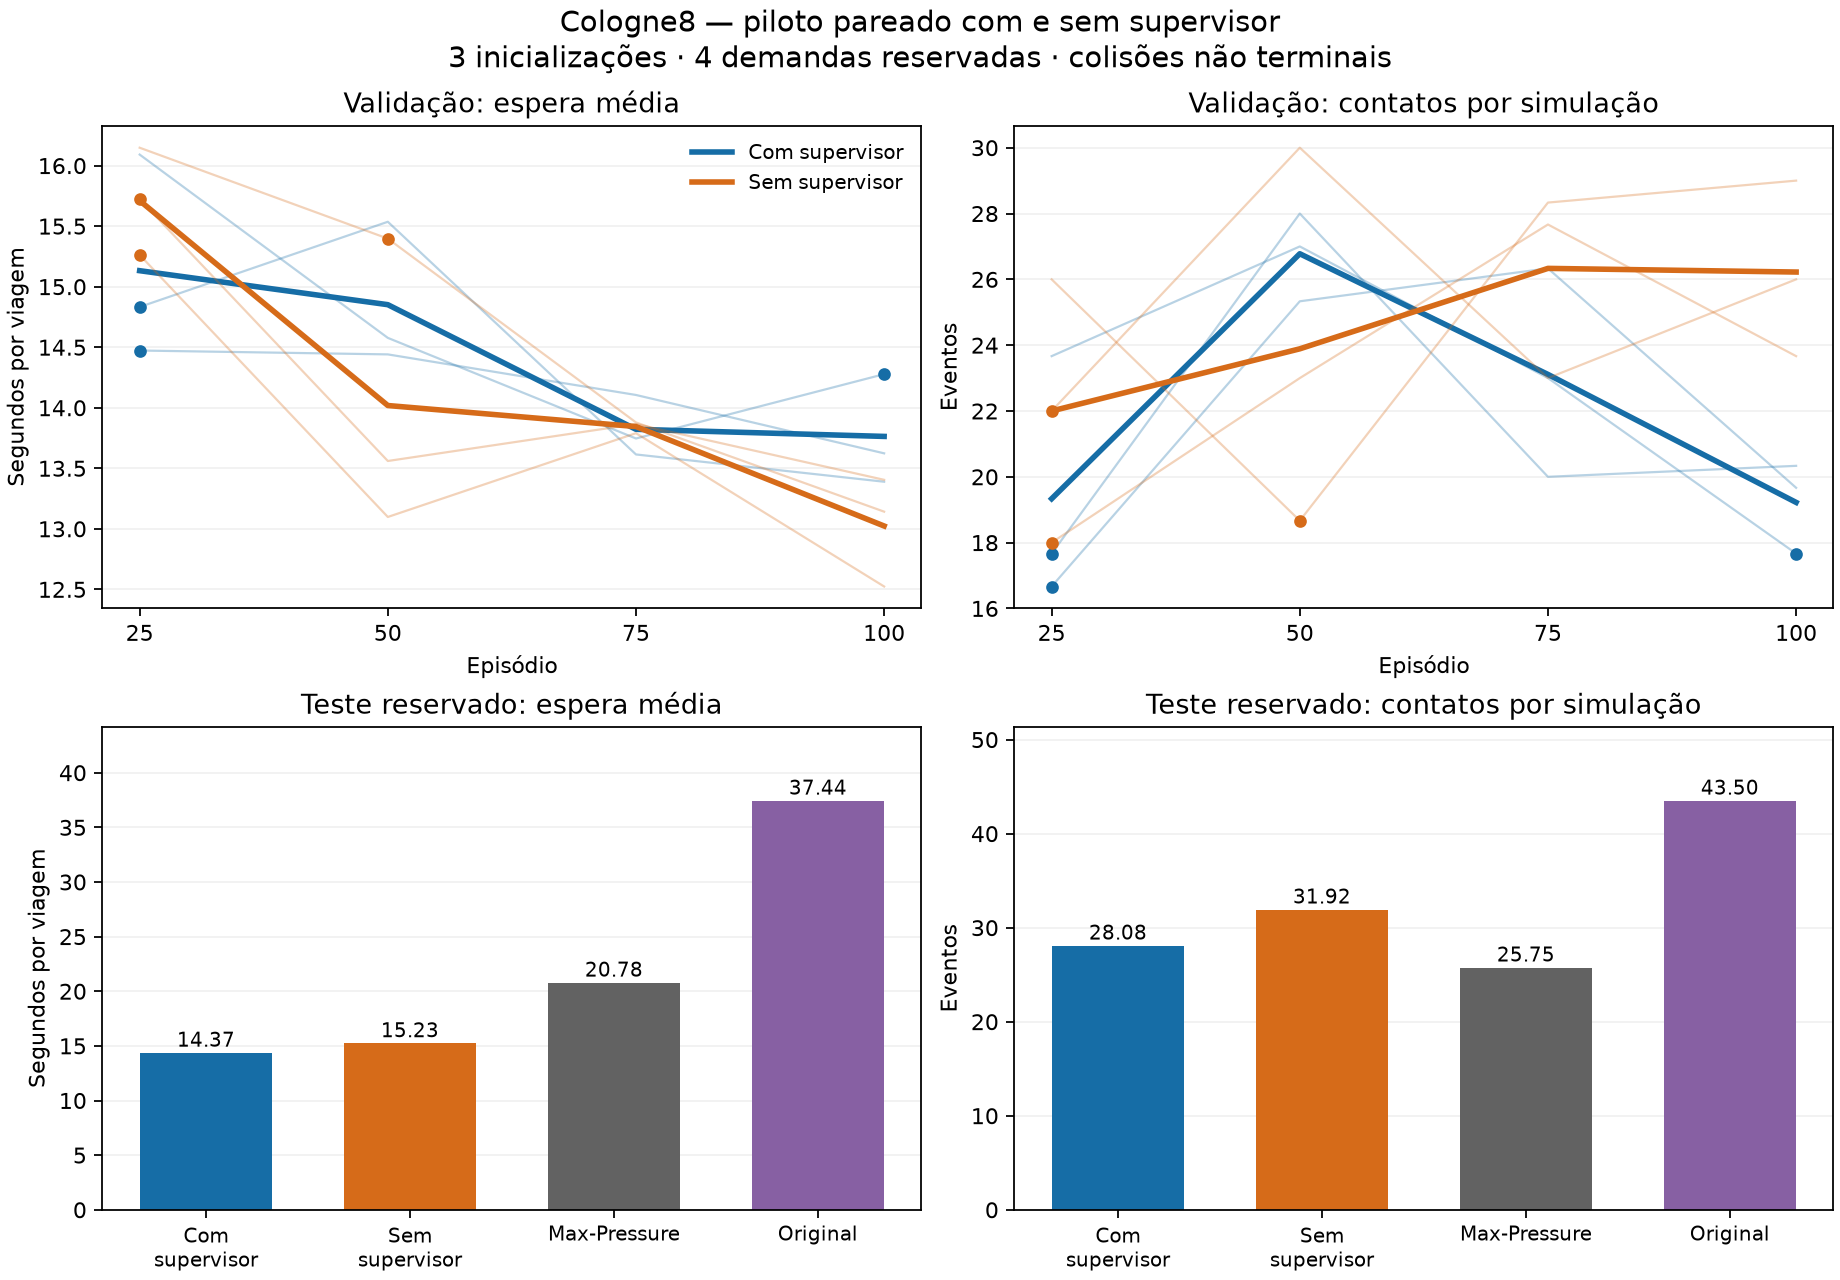 Cologne8 — piloto pareado com e sem supervisor
3 inicializações · 4 demandas reservadas · colisões não terminais
Validação: espera média
Segundos por viagem
16.0
15.5
15.0
14.5
14.0
13.5
13.0
12.5
Com supervisor
Sem supervisor
25
50
75
100
Episódio
Validação: contatos por simulação
Eventos
30
28
26
24
22
20
18
16
25
50
75
100
Episódio
Teste reservado: espera média
Segundos por viagem
40
35
30
25
20
15
10
5
0
14.37
15.23
20.78
37.44
Com
supervisor
Sem
supervisor
Max-Pressure
Original
Teste reservado: contatos por simulação
Eventos
50
40
30
20
10
0
28.08
31.92
25.75
43.50
Com
supervisor
Sem
supervisor
Max-Pressure
Original